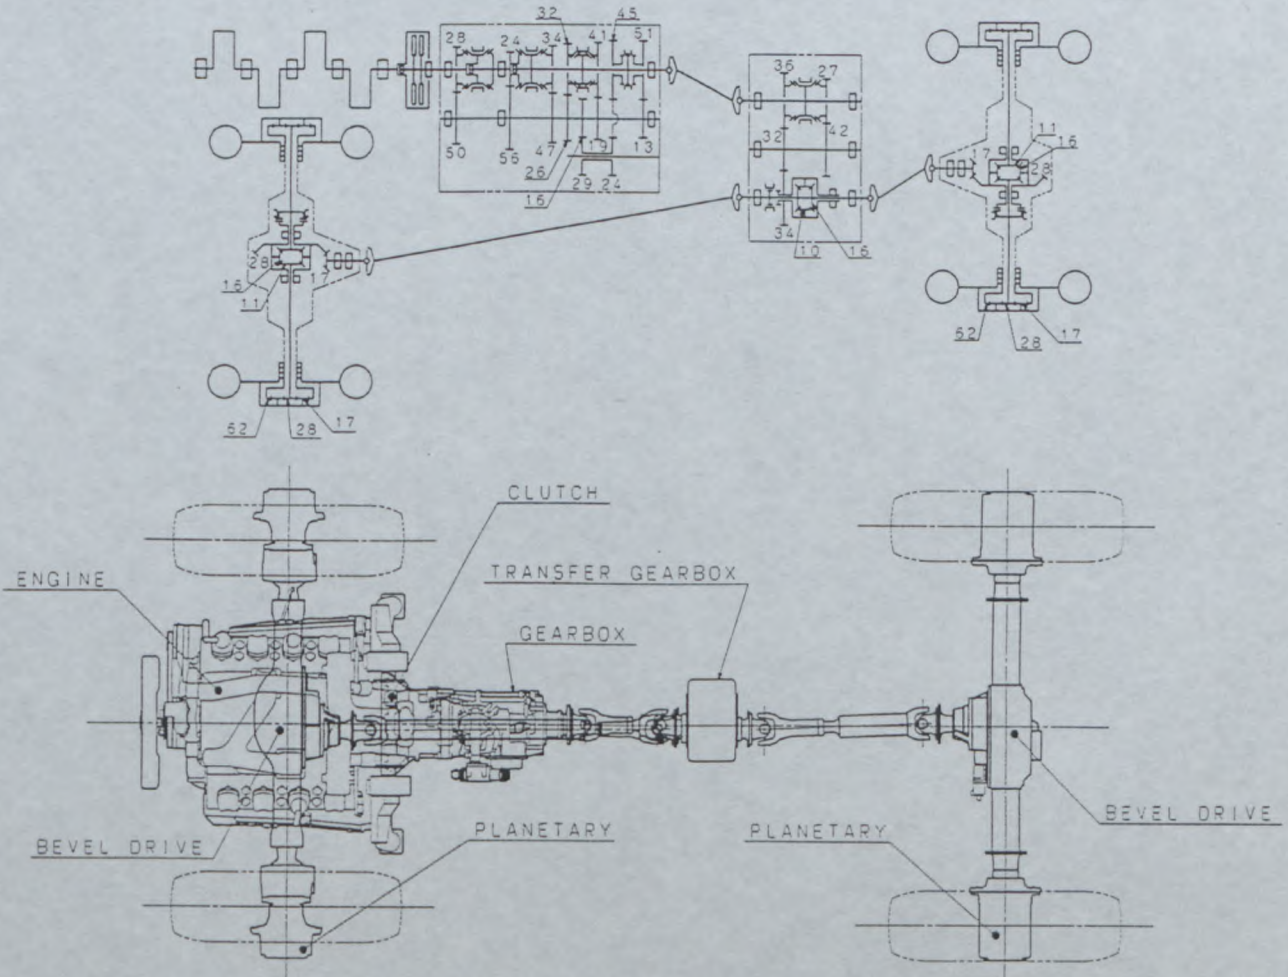 32 45
28 24 34 41 51
50 56 47 26 16 19 29 24 13
36 27
32 42
34 10 16
17 11 16 28
28 16 11 17
62 28 17
62 28 17
CLUTCH
ENGINE
TRANSFER GEARBOX
GEARBOX
BEVEL DRIVE
PLANETARY
PLANETARY
BEVEL DRIVE